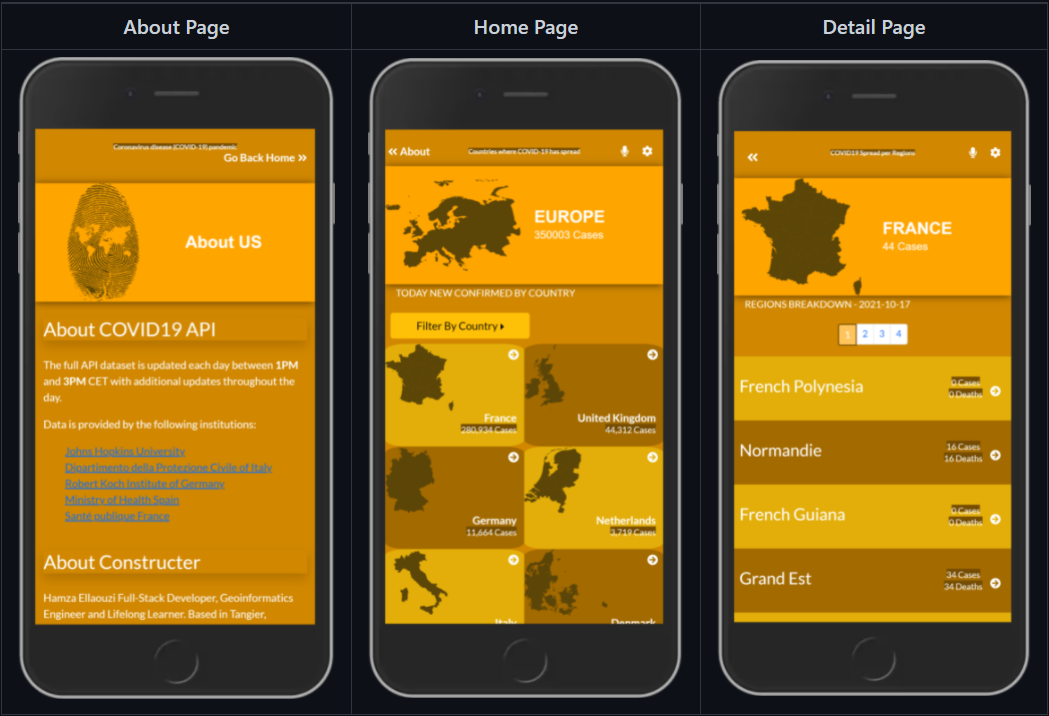 About Page
Home Page
Detail Page
Coronavirus disease (COVID-19) pandemic
Go Back Home »
About US
About COVID19 API
The full API dataset is updated each day between 1PM
and 3PM CET with additional updates throughout the
day.
Data is provided by the following institutions:
Johns Hopkins University
Dipartimento della Protezione Civile of Italy
Robert Koch Institute of Germany
Ministry of Health Spain
Santé publique France
About Constructer
Hamza Ellaouzi Full-Stack Developer, Geoinformatics
Engineer and Lifelong Learner. Based in Tangier,
« About
Countries where COVID-19 has spread
EUROPE
350003 Cases
TODAY NEW CONFIRMED BY COUNTRY
Filter By Country
France
280,934 Cases
United Kingdom
44,312 Cases
Germany
11,664 Cases
Netherlands
3,719 Cases
Italy
Denmark
«
COVID19 Spread per Regions
FRANCE
44 Cases
REGIONS BREAKDOWN - 2021-10-17
1 2 3 4
French Polynesia
0 Cases
0 Deaths
Normandie
16 Cases
16 Deaths
French Guiana
0 Cases
0 Deaths
Grand Est
34 Cases
34 Deaths